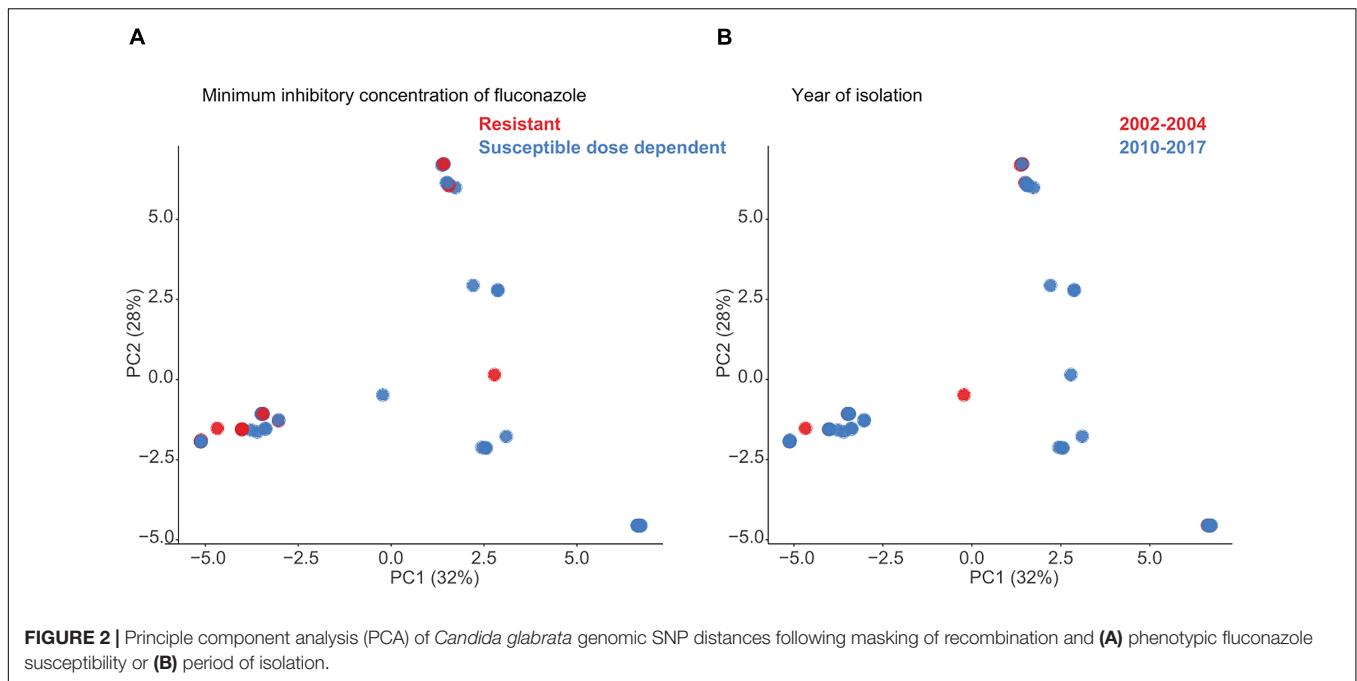 A
Minimum inhibitory concentration of fluconazole
Resistant
Susceptible dose dependent
5.0
2.5
0.0
−2.5
−5.0
PC2 (28%)
−5.0 −2.5 0.0 2.5 5.0
PC1 (32%)
B
Year of isolation
2002-2004
2010-2017
5.0
2.5
0.0
−2.5
−5.0
PC2 (28%)
−5.0 −2.5 0.0 2.5 5.0
PC1 (32%)
FIGURE 2 | Principle component analysis (PCA) of Candida glabrata genomic SNP distances following masking of recombination and (A) phenotypic fluconazole
susceptibility or (B) period of isolation.